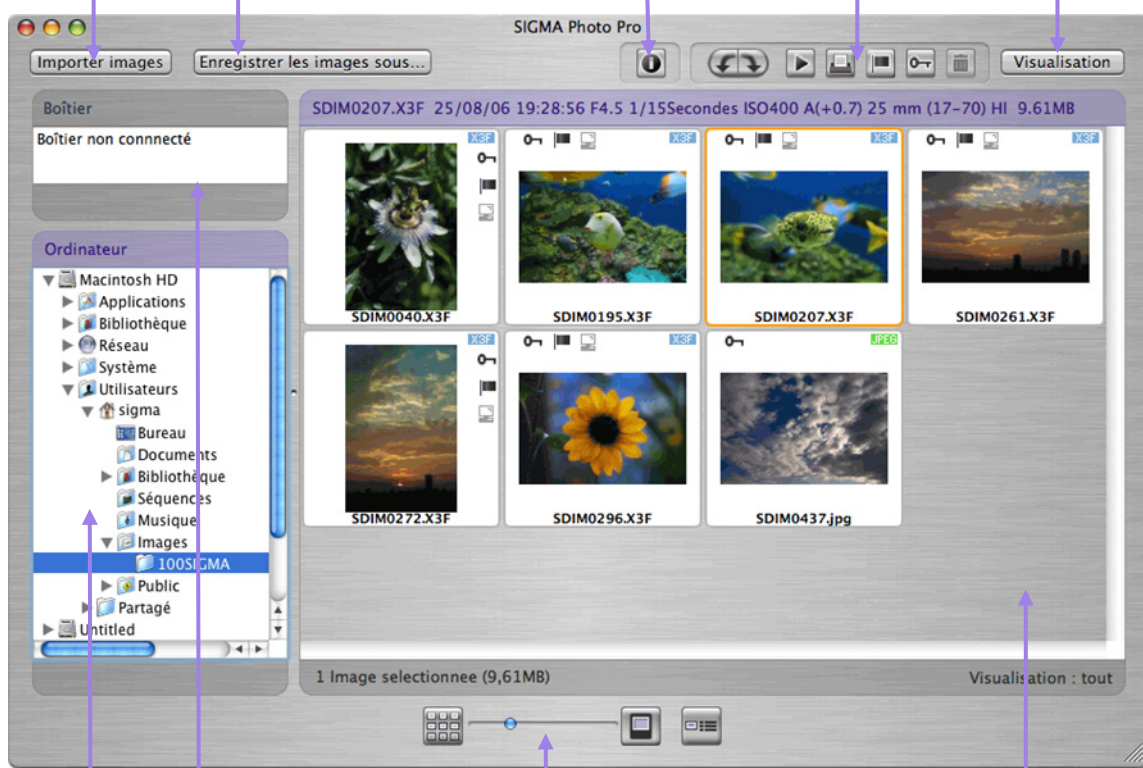 SIGMA Photo Pro
Importer images
Enregistrer les images sous...
Visualisation
Boîtier
Boîtier non connnecté
SDIM0207.X3F 25/08/06 19:28:56 F4.5 1/15Secondes ISO400 A(+0.7) 25 mm (17-70) HI 9.61MB
Ordinateur
Macintosh HD
Applications
Bibliothèque
Réseau
Système
Utilisateurs
sigma
Bureau
Documents
Bibliothèque
Séquences
Musique
Images
100SIGMA
Public
Partagé
Untitled
X3F
X3F
X3F
X3F
SDIM0040.X3F
SDIM0195.X3F
SDIM0207.X3F
SDIM0261.X3F
X3F
X3F
JPEG
SDIM0272.X3F
SDIM0296.X3F
SDIM0437.jpg
1 Image selectionnee (9,61MB)
Visualisation : tout